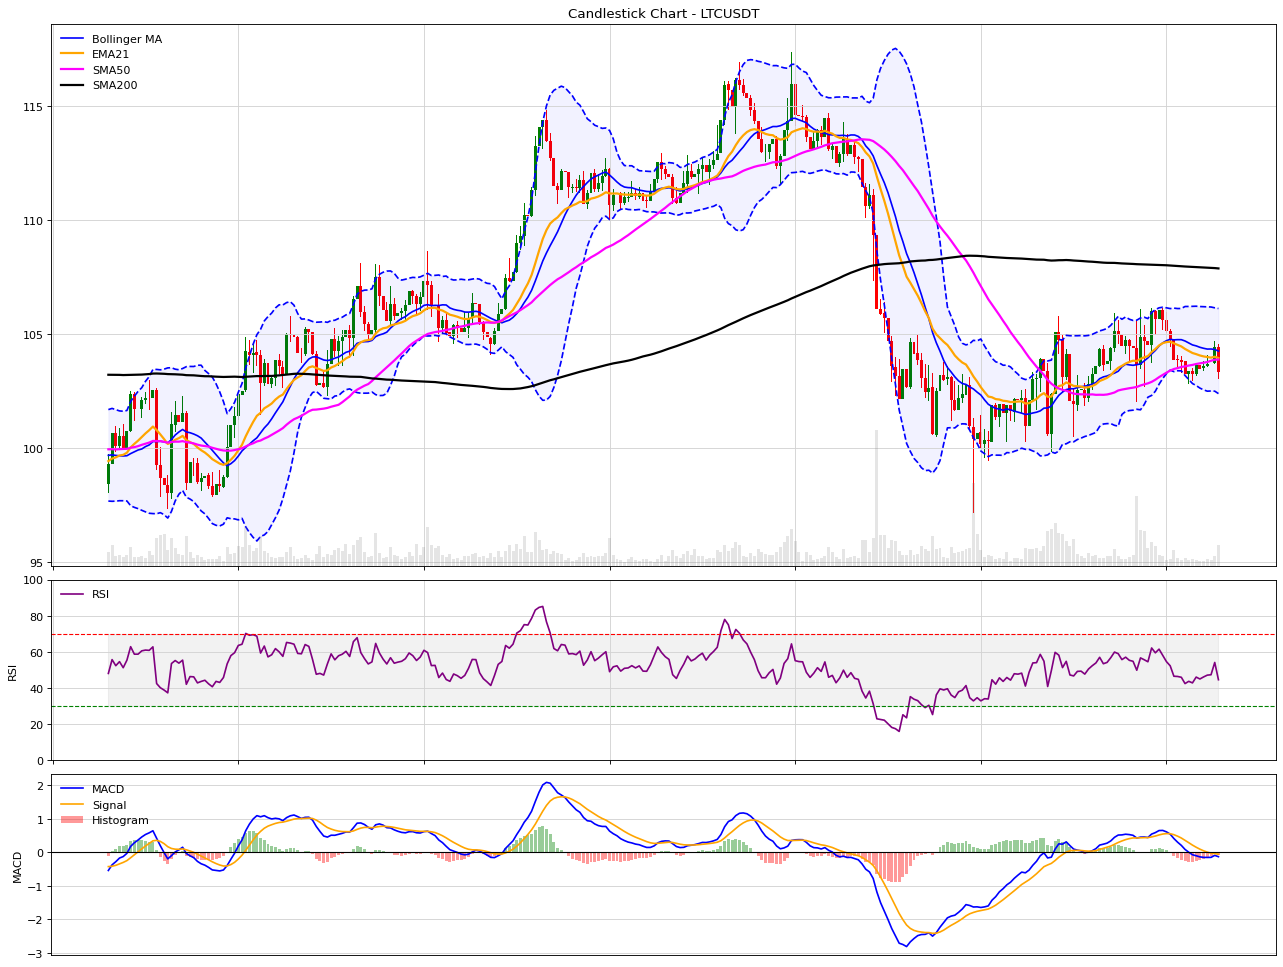 Candlestick Chart - LTCUSDT
Bollinger MA
EMA21
SMA50
SMA200
115
110
105
100
95
RSI
100
80
60
40
20
0
RSI
MACD
Signal
Histogram
2
1
0
−1
−2
−3
MACD